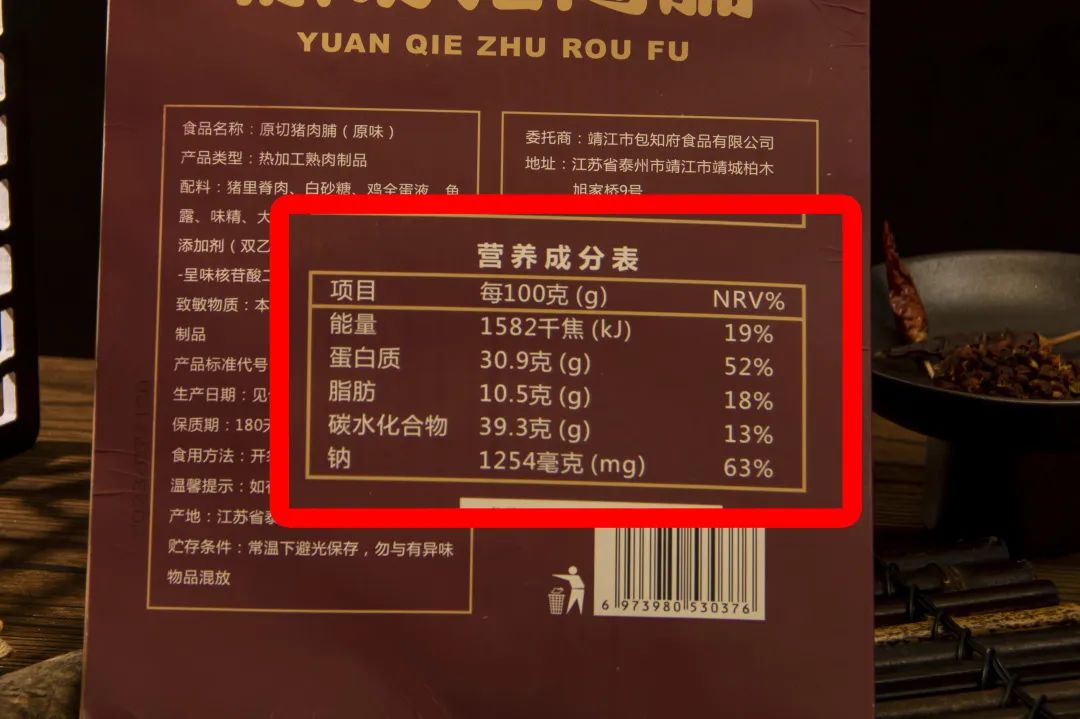 YUAN QIE ZHU ROU FU
食品名称：原切猪肉脯（原味）
产品类型：热加工熟肉制品
配料：猪里脊肉、白砂糖、鸡全蛋液、鱼
露、味精、大
添加剂（双乙
-呈味核苷酸二
致敏物质：本
制品
产品标准代号
生产日期：见
保质期：180天
食用方法：开
温馨提示：如有
产地：江苏省泰
贮存条件：常温下避光保存，勿与有异味
物品混放
委托商：靖江市包知府食品有限公司
地址：江苏省泰州市靖江市靖城柏木
旭家桥9号
营养成分表
项目 每100克 (g) NRV%
能量 1582千焦 (kJ) 19%
蛋白质 30.9克 (g) 52%
脂肪 10.5克 (g) 18%
碳水化合物 39.3克 (g) 13%
钠 1254毫克 (mg) 63%
6 973980 530376